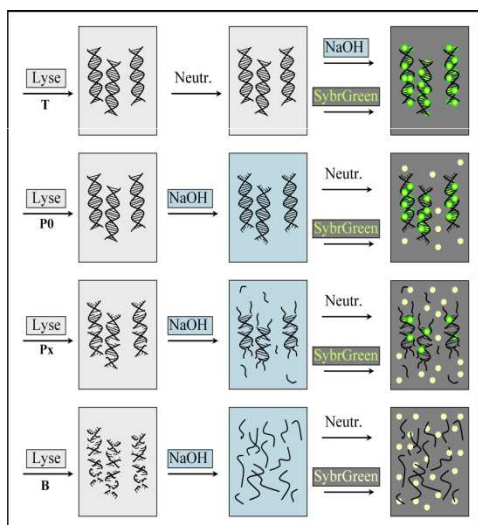 NaOH
Lyse
Neutr.
SybrGreen
T
Lyse
NaOH
Neutr.
SybrGreen
P0
Lyse
NaOH
Neutr.
SybrGreen
Px
Lyse
NaOH
Neutr.
SybrGreen
B